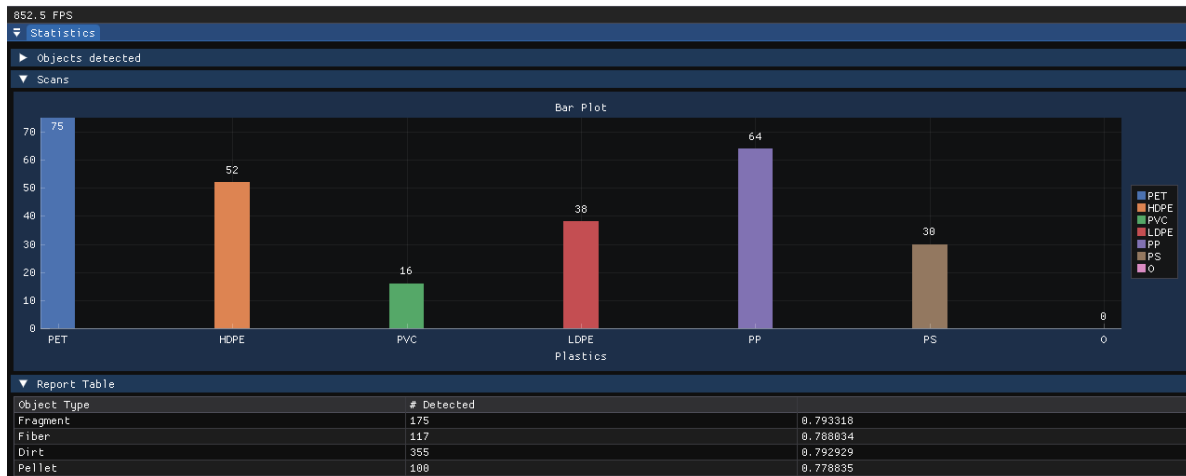 852.5 FPS
Statistics
Objects detected
Scans
Bar Plot
70
60
50
40
30
20
10
0
75
52
16
38
64
30
0
PET HDPE PVC LDPE PP PS O
Plastics
PET
HDPE
PVC
LDPE
PP
PS
O
Report Table
Object Type # Detected
Fragment 175 0.793318
Fiber 117 0.788034
Dirt 355 0.792929
Pellet 100 0.778835